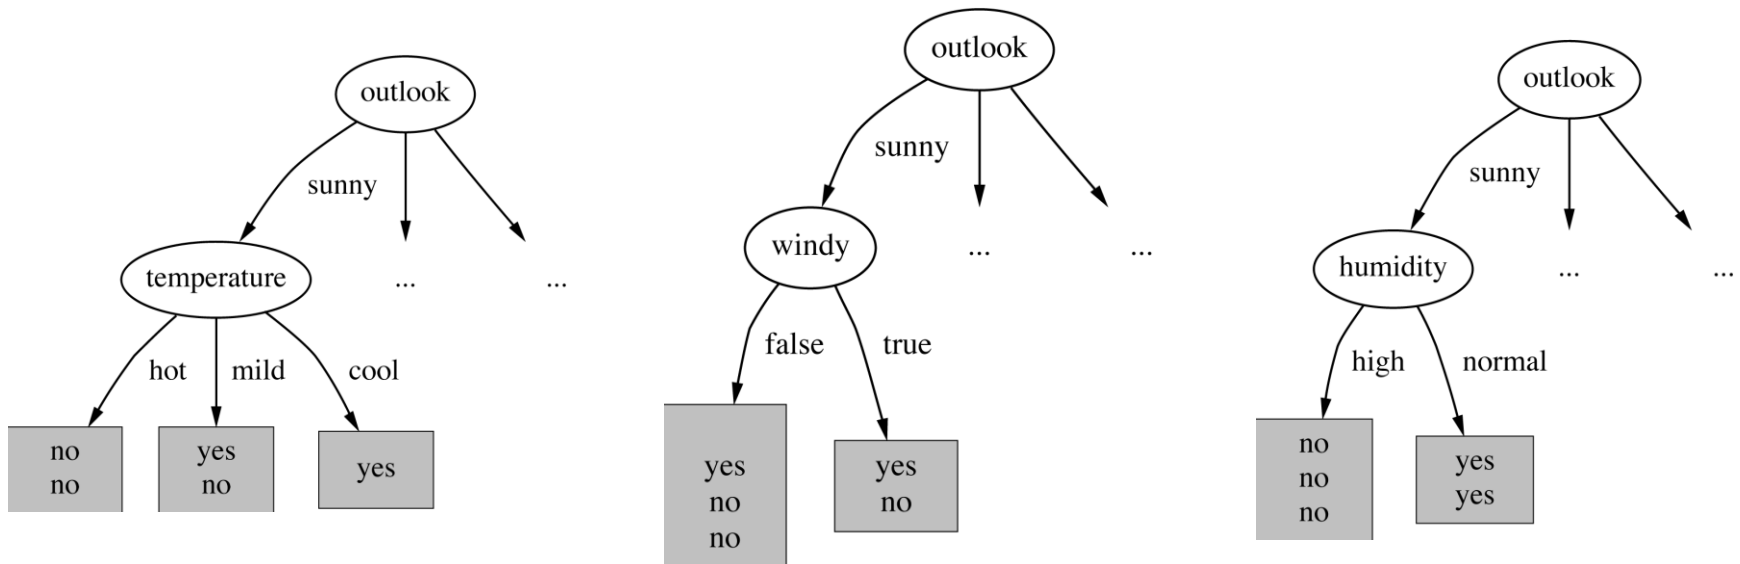 outlook
sunny
temperature
...
...
hot
mild
cool
no
no
yes
no
yes
outlook
sunny
windy
...
...
false
true
yes
no
no
yes
no
outlook
sunny
humidity
...
...
high
normal
no
no
no
yes
yes